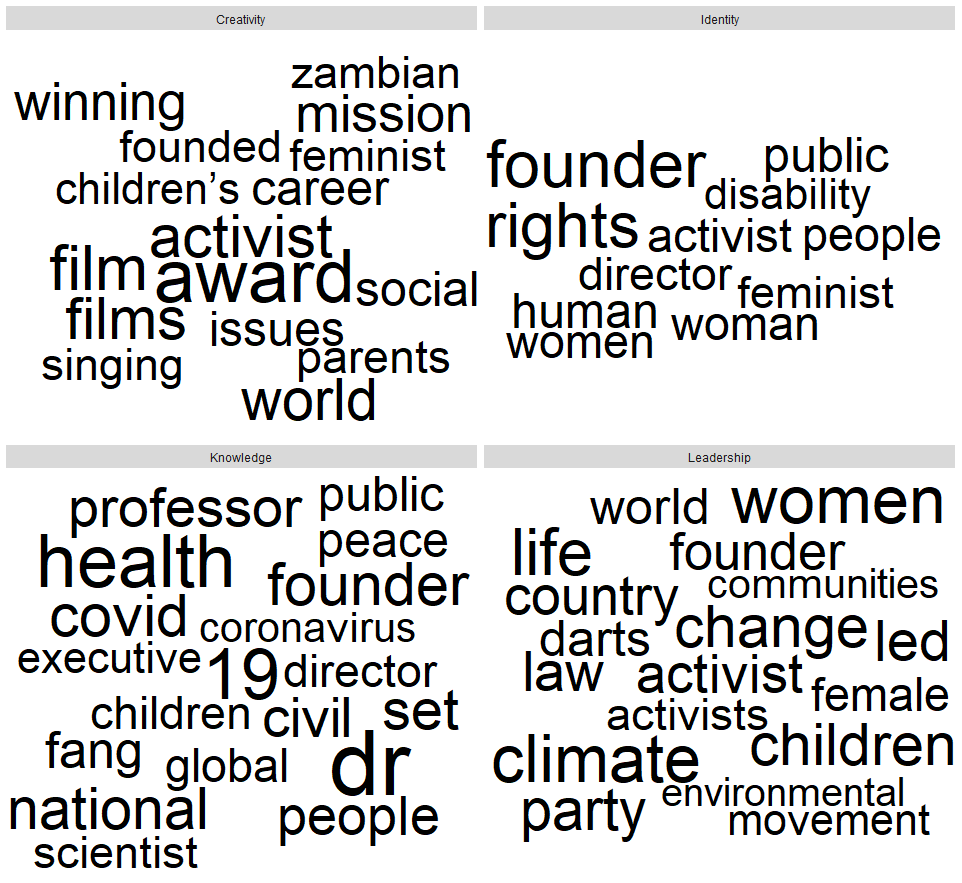 Creativity
zambian
winning
mission
founded
feminist
children’s career
activist
film
award
social
films
issues
parents
singing
world
Identity
founder
public
disability
rights
activist people
director
feminist
human
woman
women
Knowledge
professor
public
health
peace
founder
covid
coronavirus
executive
19
director
children
civil
set
fang
global
dr
national
people
scientist
Leadership
world
women
life
founder
communities
country
darts
change
led
law
activist
female
activists
climate
children
party
environmental
movement